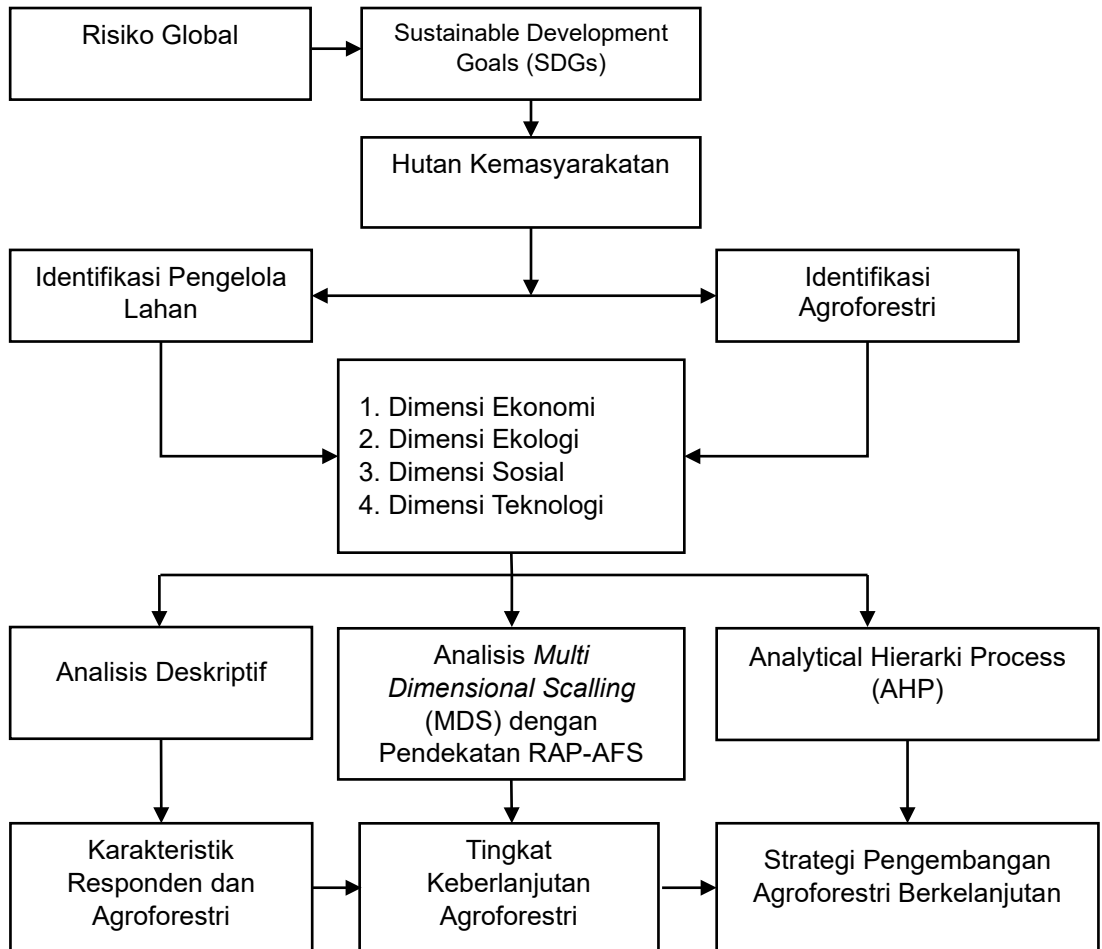 Risiko Global
Sustainable Development
Goals (SDGs)
Hutan Kemasyarakatan
Identifikasi Pengelola
Lahan
Identifikasi
Agroforestri
1. Dimensi Ekonomi
2. Dimensi Ekologi
3. Dimensi Sosial
4. Dimensi Teknologi
Analisis Deskriptif
Analisis Multi
Dimensional Scalling
(MDS) dengan
Pendekatan RAP-AFS
Analytical Hierarki Process
(AHP)
Karakteristik
Responden dan
Agroforestri
Tingkat
Keberlanjutan
Agroforestri
Strategi Pengembangan
Agroforestri Berkelanjutan